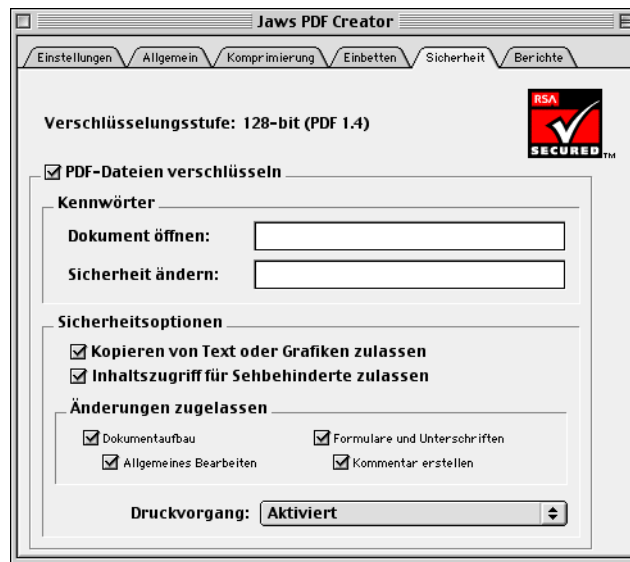 Jaws PDF Creator
Einstellungen Allgemein Komprimierung Einbetten Sicherheit Berichte
Verschlüsselungsstufe: 128-bit (PDF 1.4)
RSA
SECURED™
PDF-Dateien verschlüsseln
Kennwörter
Dokument öffnen:
Sicherheit ändern:
Sicherheitsoptionen
Kopieren von Text oder Grafiken zulassen
Inhaltszugriff für Sehbehinderte zulassen
Änderungen zugelassen
Dokumentaufbau Formulare und Unterschriften
Allgemeines Bearbeiten Kommentar erstellen
Druckvorgang: Aktiviert